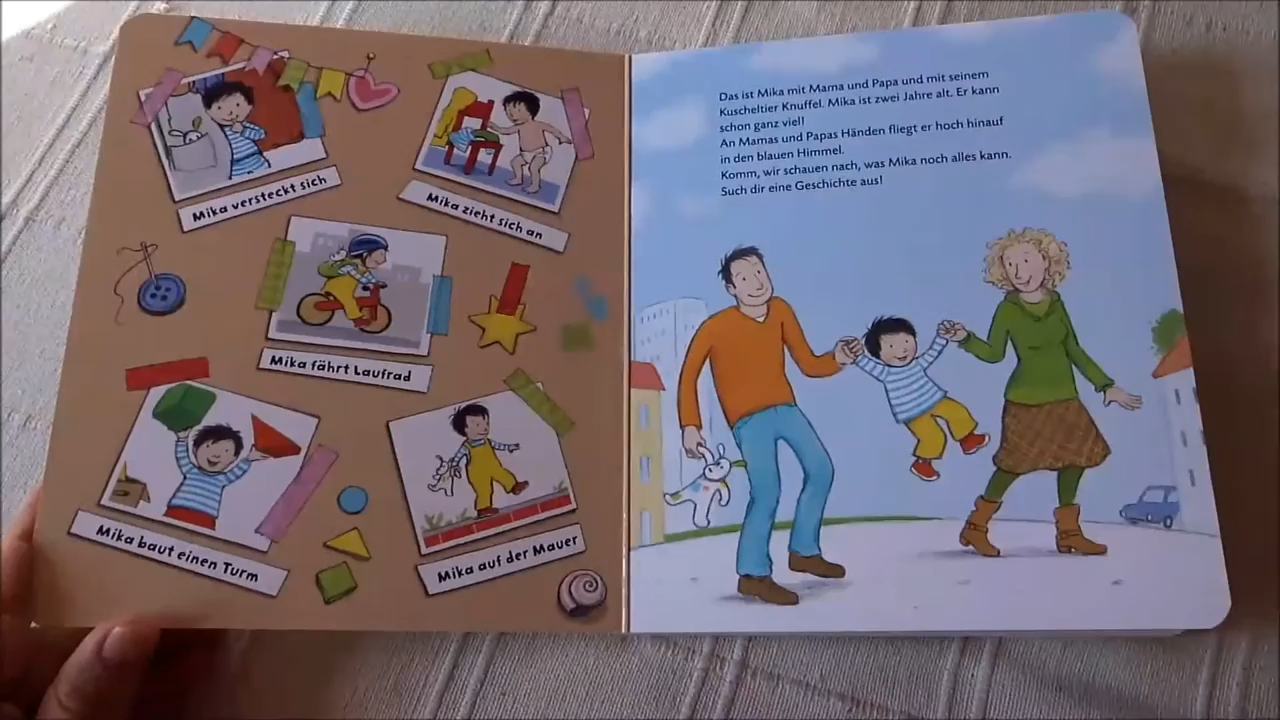 Mika versteckt sich
Mika zieht sich an
Mika fährt Laufrad
Mika baut einen Turm
Mika auf der Mauer
Das ist Mika mit Mama und Papa und mit seinem
Kuscheltier Knuffel. Mika ist zwei Jahre alt. Er kann
schon ganz viel!
An Mamas und Papas Händen fliegt er hoch hinauf
in den blauen Himmel.
Komm, wir schauen nach, was Mika noch alles kann.
Such dir eine Geschichte aus!